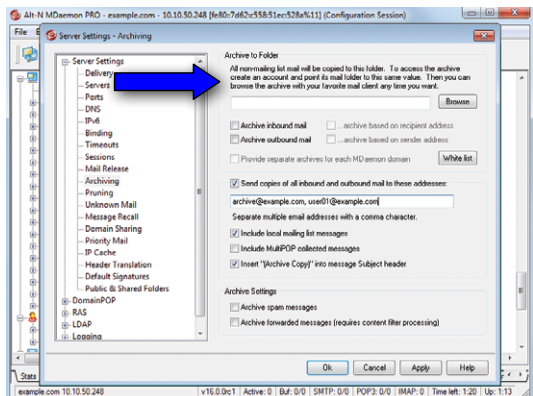 Alt-N MDaemon PRO - example.com - 10.10.50.248 [fe80::7d62:c558:51ec:528a%11] (Configuration Session)
File
Server Settings - Archiving
Server Settings
Delivery
Servers
Ports
DNS
IPv6
Binding
Timeouts
Sessions
Mail Release
Archiving
Pruning
Unknown Mail
Message Recall
Domain Sharing
Priority Mail
IP Cache
Header Translation
Default Signatures
Public & Shared Folders
DomainPOP
RAS
LDAP
Logging
Archive to Folder
All non-mailing list mail will be copied to this folder. To access the archive
create an account and point its mail folder to this same value. Then you can
browse the archive with your favorite mail client any time you want.
Browse
Archive inbound mail ...archive based on recipient address
Archive outbound mail ...archive based on sender address
Provide separate archives for each MDaemon domain White list
Send copies of all inbound and outbound mail to these addresses:
archive@example.com, user01@example.com
Separate multiple email addresses with a comma character.
Include local mailing list messages
Include MultiPOP collected messages
Insert "(Archive Copy)" into message Subject header
Archive Settings
Archive spam messages
Archive forwarded messages (requires content filter processing)
Ok Cancel Apply Help
Stats
example.com 10.10.50.248 v16.0.0rc1 Active: 0 Buf: 0/0 SMTP: 0/0 POP3: 0/0 IMAP: 0 Time left: 1:20 Up: 1:13